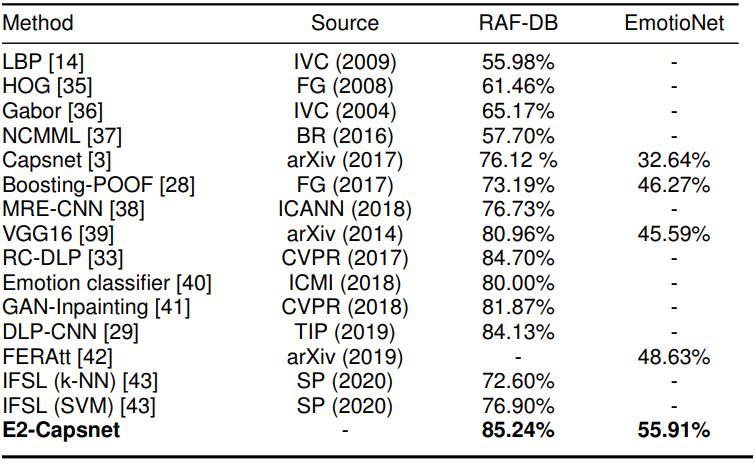 Method Source RAF-DB EmotioNet
LBP [14] IVC (2009) 55.98% -
HOG [35] FG (2008) 61.46% -
Gabor [36] IVC (2004) 65.17% -
NCMML [37] BR (2016) 57.70% -
Capsnet [3] arXiv (2017) 76.12 % 32.64%
Boosting-POOF [28] FG (2017) 73.19% 46.27%
MRE-CNN [38] ICANN (2018) 76.73% -
VGG16 [39] arXiv (2014) 80.96% 45.59%
RC-DLP [33] CVPR (2017) 84.70% -
Emotion classifier [40] ICMI (2018) 80.00% -
GAN-Inpainting [41] CVPR (2018) 81.87% -
DLP-CNN [29] TIP (2019) 84.13% -
FERAtt [42] arXiv (2019) - 48.63%
IFSL (k-NN) [43] SP (2020) 72.60% -
IFSL (SVM) [43] SP (2020) 76.90% -
E2-Capsnet - 85.24% 55.91%